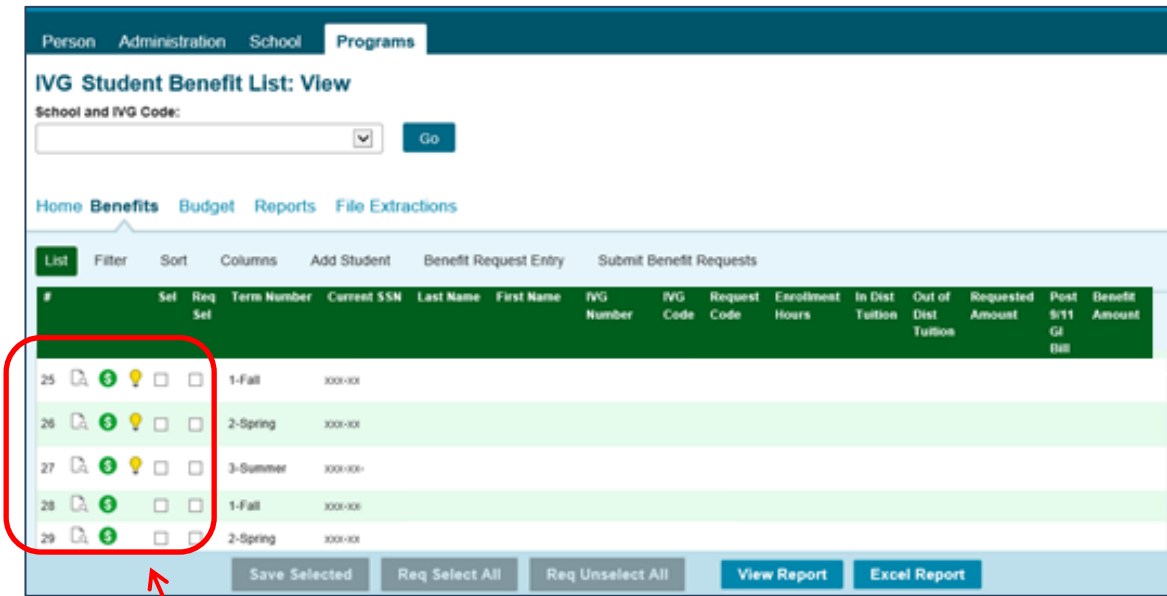 Person Administration School Programs
IVG Student Benefit List: View
School and IVG Code:
Go
Home Benefits Budget Reports File Extractions
List Filter Sort Columns Add Student Benefit Request Entry Submit Benefit Requests
# Sel Req Sel Term Number Current SSN Last Name First Name IVG Number IVG Code Request Code Enrollment Hours In Dist Tuition Out of Dist Tuition Requested Amount Post 9/11 GI Bill Benefit Amount
25 $ 1-Fall xxx-xx
26 $ 2-Spring xxx-xx
27 $ 3-Summer xxx-xx-
28 $ 1-Fall xxx-xx
29 $ 2-Spring xxx-xx
Save Selected Req Select All Req Unselect All View Report Excel Report